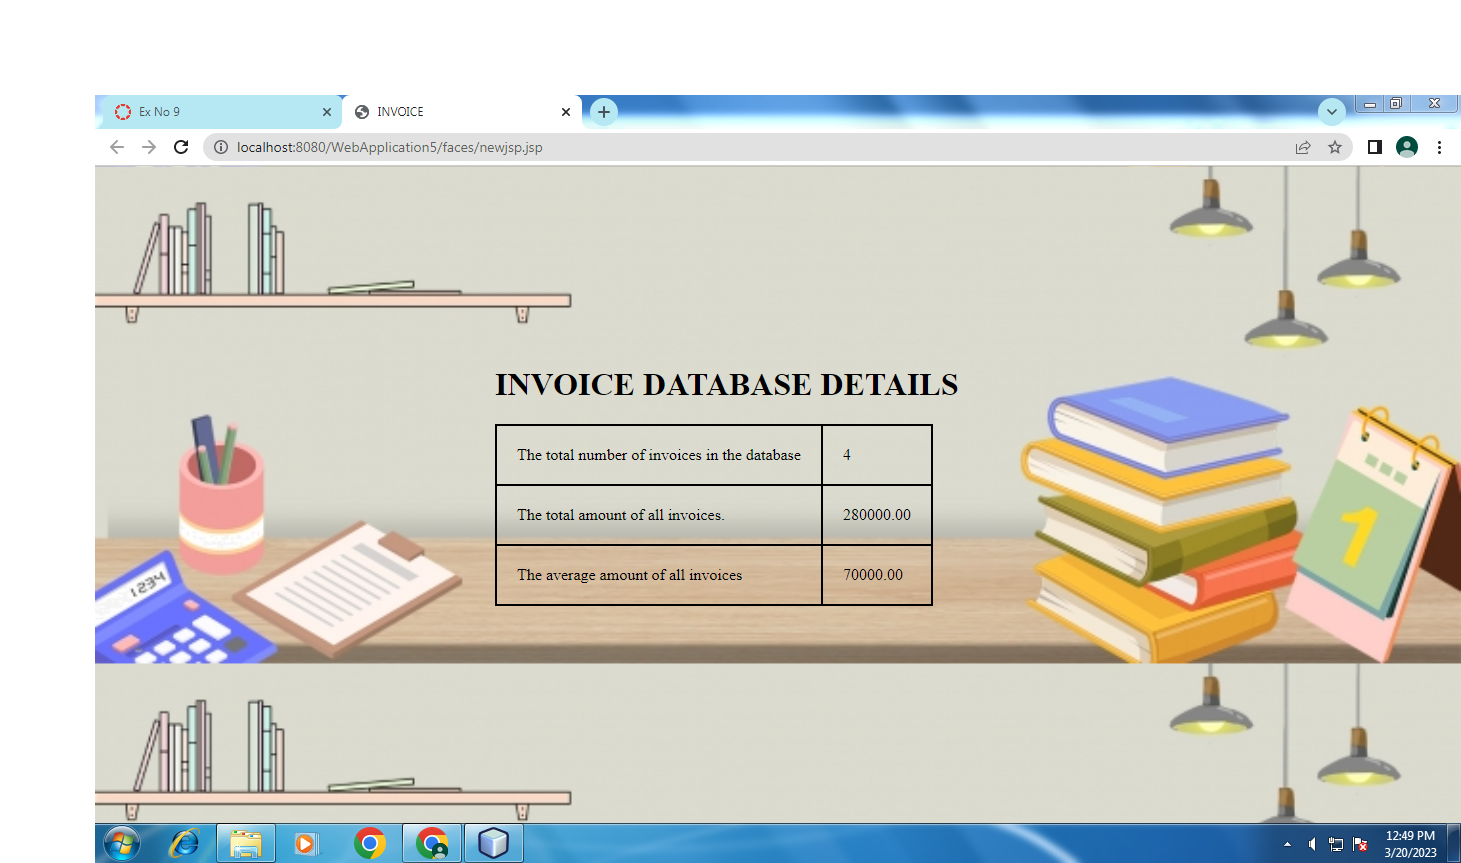 Ex No 9
INVOICE
localhost:8080/WebApplication5/faces/newjsp.jsp
INVOICE DATABASE DETAILS
The total number of invoices in the database 4
The total amount of all invoices. 280000.00
The average amount of all invoices 70000.00
1234
1
12:49 PM
3/20/2023